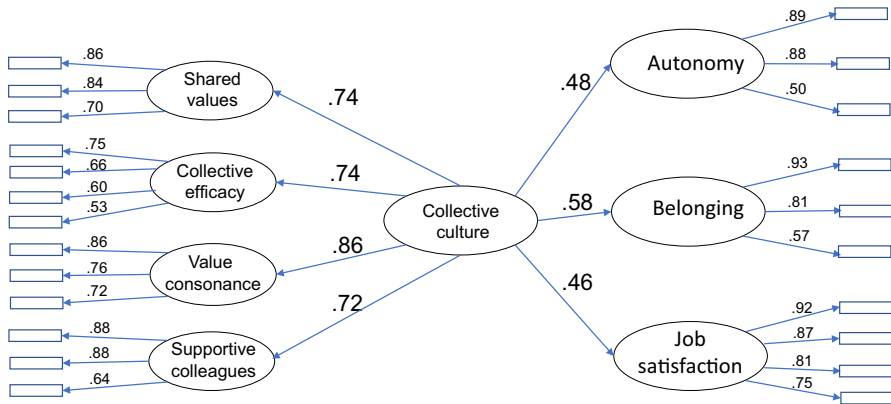 .86
.84
.70
Shared
values
.75
.66
.60
.53
Collective
efficacy
.86
.76
.72
Value
consonance
.88
.88
.64
Supportive
colleagues
.74
.74
.86
.72
Collective
culture
.48
.58
.46
Autonomy
.89
.88
.50
Belonging
.93
.81
.57
Job
satisfaction
.92
.87
.81
.75